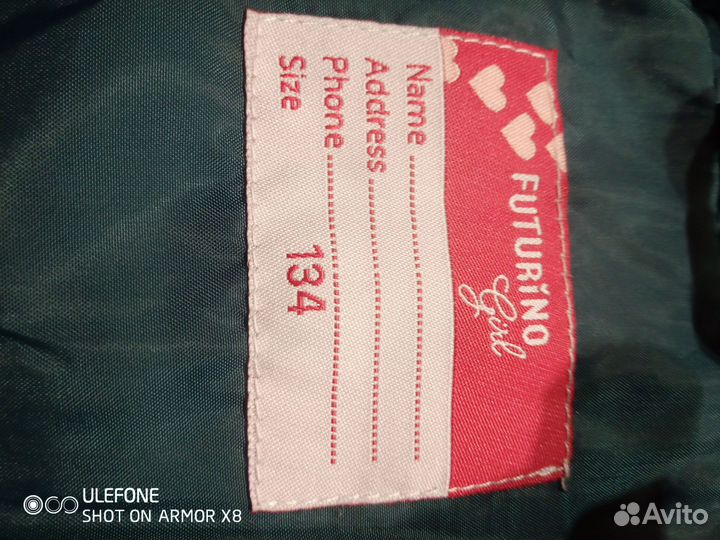 FUTURINO
Girl
Name
Address
Phone
Size 134
ULEFONE
SHOT ON ARMOR X8
Avito